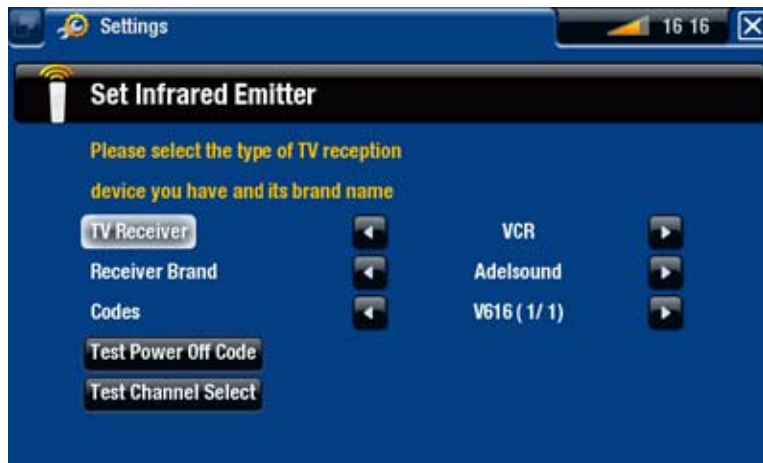 Settings
16 16
Set Infrared Emitter
Please select the type of TV reception
device you have and its brand name
TV Receiver VCR
Receiver Brand Adelsound
Codes V616 ( 1/ 1)
Test Power Off Code
Test Channel Select